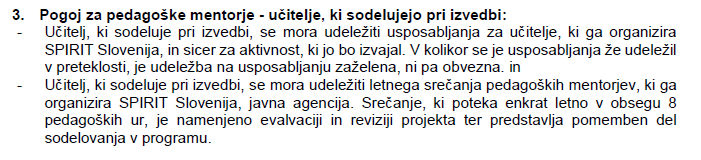 3. Pogoj za pedagoške mentorje - učitelje, ki sodelujejo pri izvedbi:
- Učitelj, ki sodeluje pri izvedbi, se mora udeležiti usposabljanja za učitelje, ki ga organizira
SPIRIT Slovenija, in sicer za aktivnost, ki jo bo izvajal. V kolikor se je usposabljanja že udeležil
v preteklosti, je udeležba na usposabljanju zaželena, ni pa obvezna. in
- Učitelj, ki sodeluje pri izvedbi, se mora udeležiti letnega srečanja pedagoških mentorjev, ki ga
organizira SPIRIT Slovenija, javna agencija. Srečanje, ki poteka enkrat letno v obsegu 8
pedagoških ur, je namenjeno evalvaciji in reviziji projekta ter predstavlja pomemben del
sodelovanja v programu.